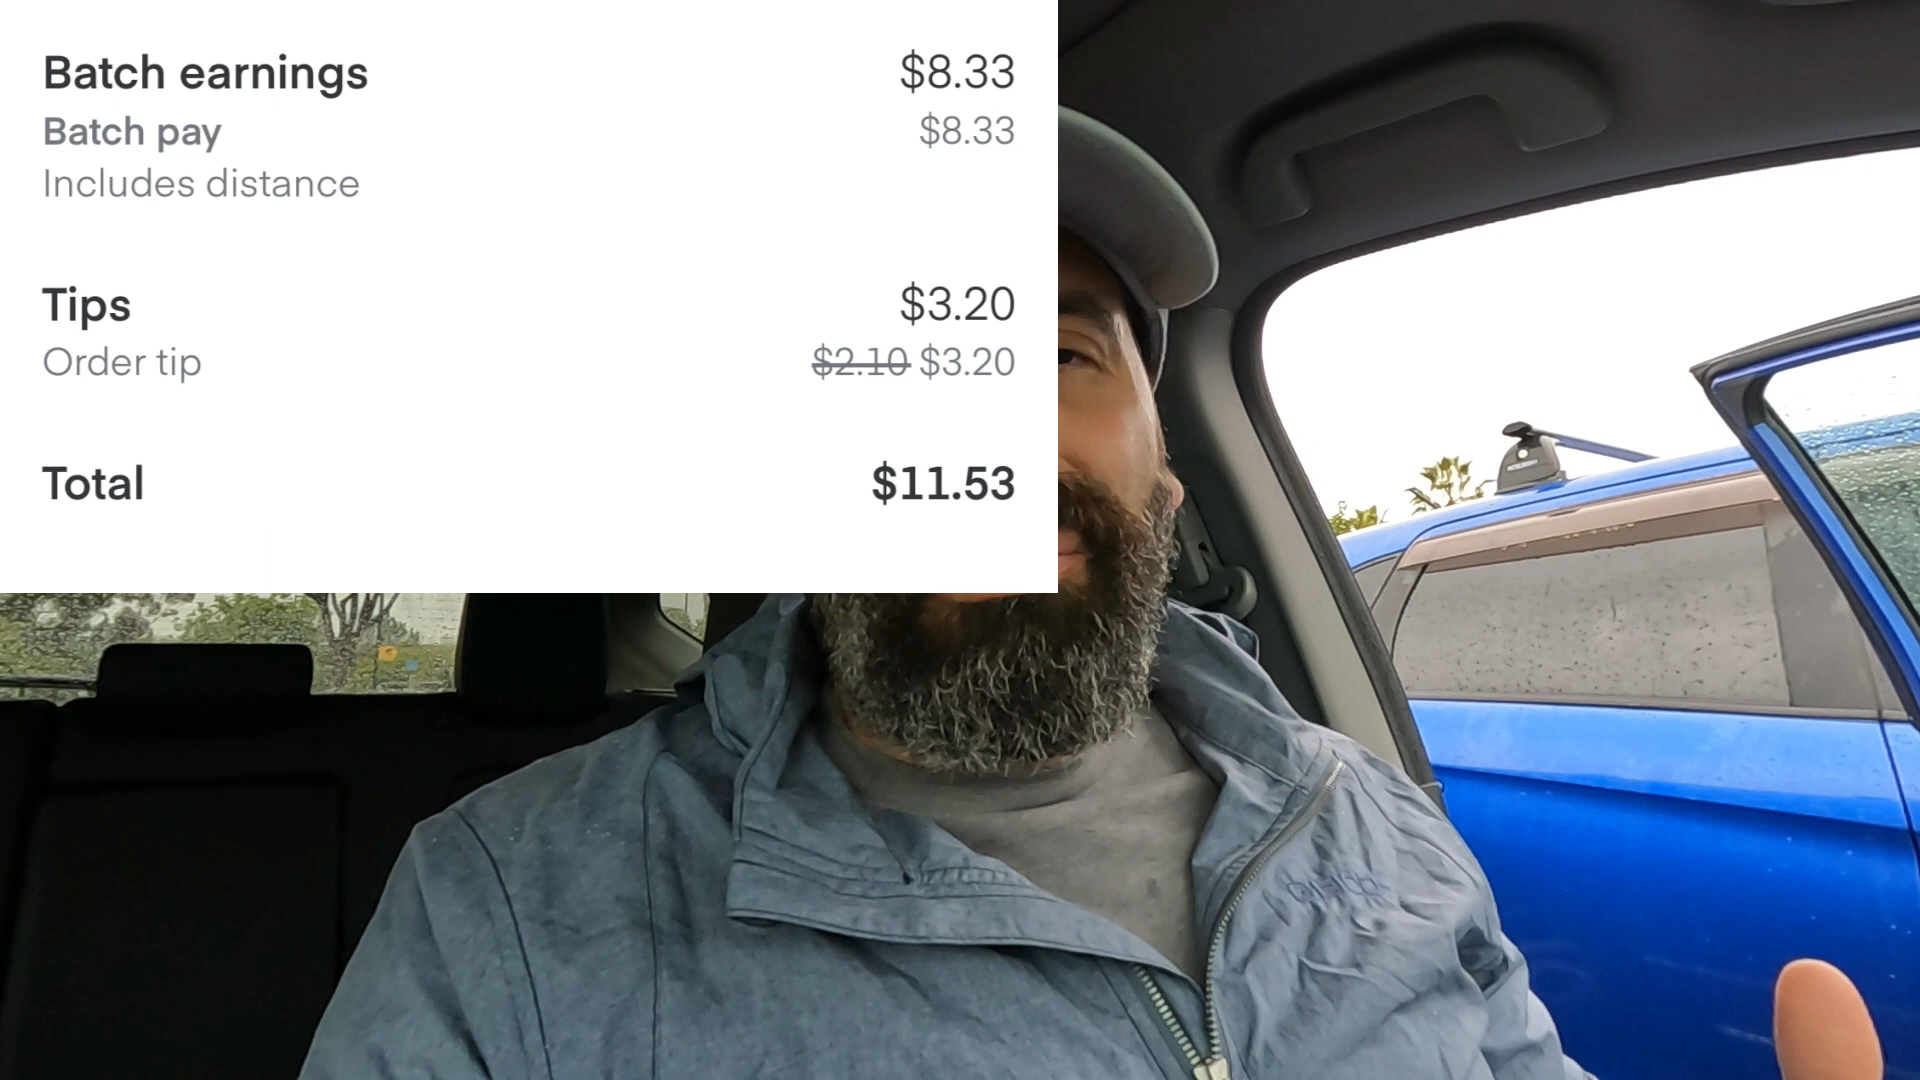 Batch earnings $8.33
Batch pay $8.33
Includes distance
Tips $3.20
Order tip $2.10 $3.20
Total $11.53